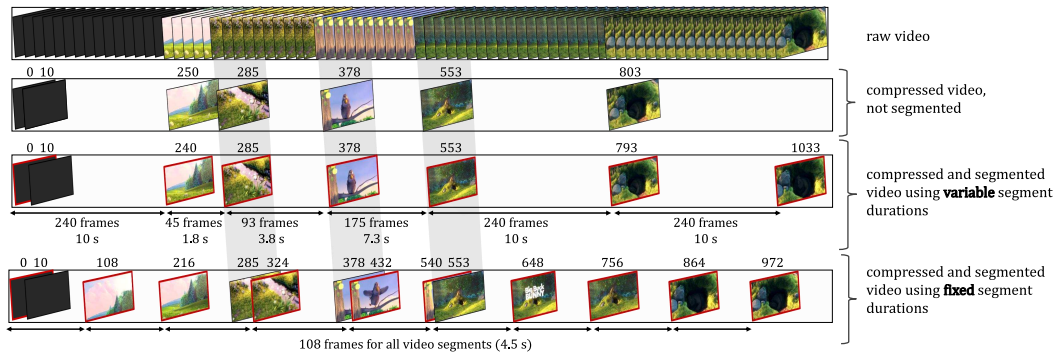 raw video
0 10 250 285 378 553 803
compressed video,
not segmented
0 10 240 285 378 553 793 1033
compressed and segmented
video using variable segment
durations
240 frames 45 frames 93 frames 175 frames 240 frames 240 frames
10 s 1.8 s 3.8 s 7.3 s 10 s 10 s
0 10 108 216 285 324 378 432 540 553 648 756 864 972
Big Buck
BUNNY
compressed and segmented
video using fixed segment
durations
108 frames for all video segments (4.5 s)